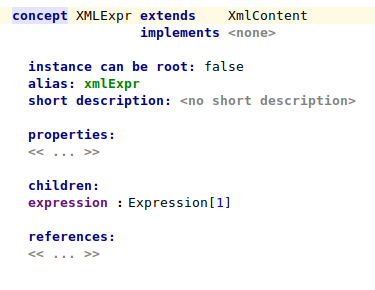 concept XMLExpr extends XmlContent
implements <none>
instance can be root: false
alias: xmlExpr
short description: <no short description>
properties:
<< ... >>
children:
expression : Expression[1]
references:
<< ... >>